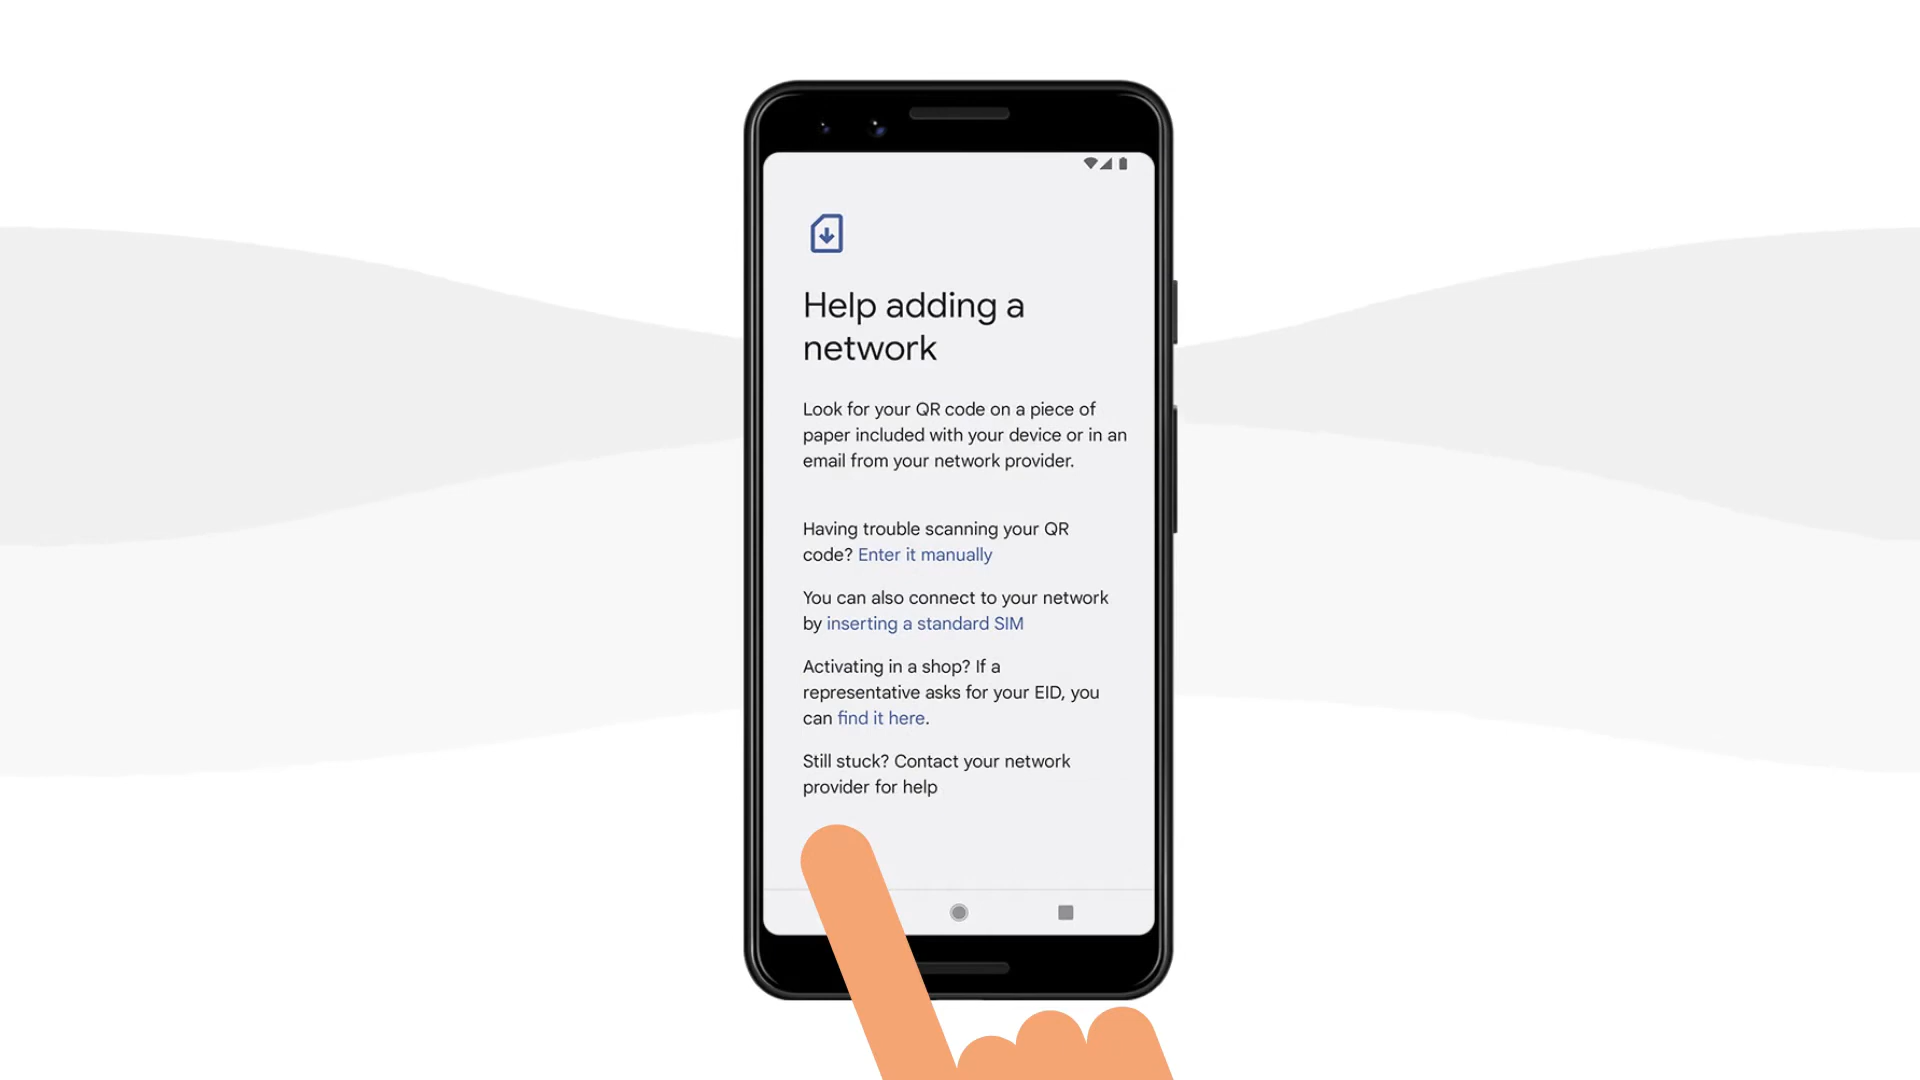 Help adding a
network
Look for your QR code on a piece of
paper included with your device or in an
email from your network provider.
Having trouble scanning your QR
code? Enter it manually
You can also connect to your network
by inserting a standard SIM
Activating in a shop? If a
representative asks for your EID, you
can find it here.
Still stuck? Contact your network
provider for help